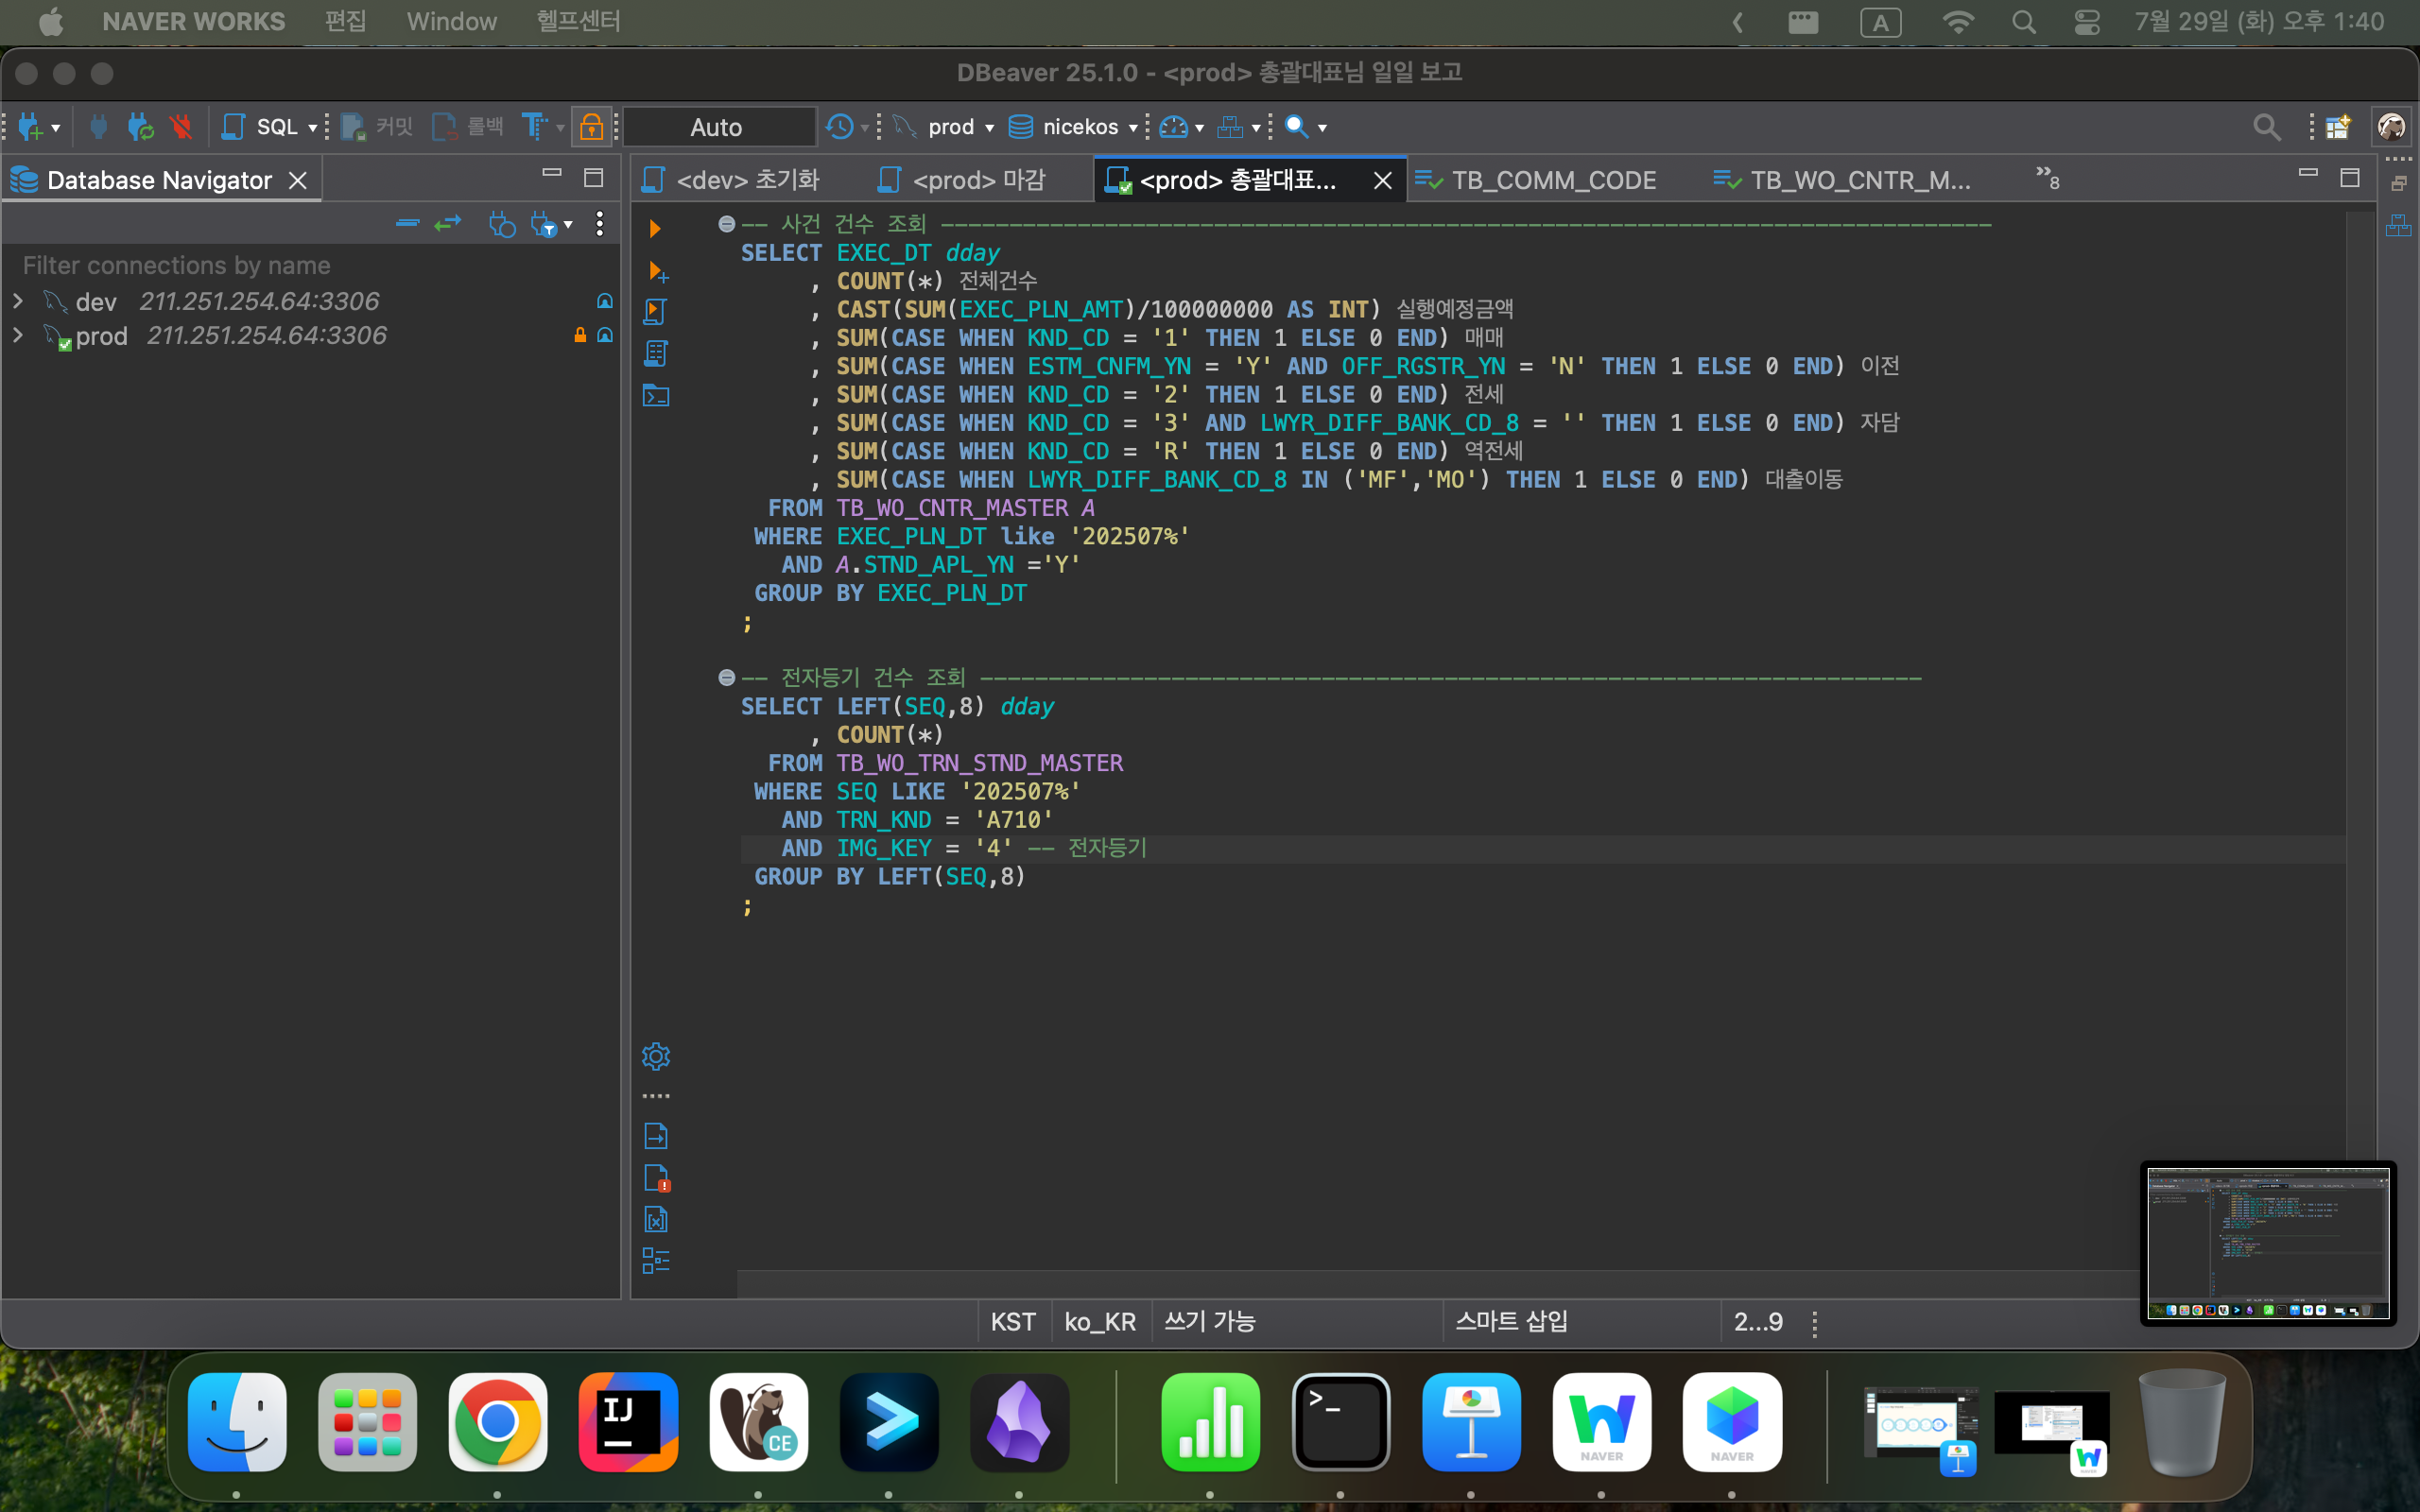 NAVER WORKS 편집 Window 헬프센터 A 7월 29일 (화) 오후 1:40
DBeaver 25.1.0 - <prod> 총괄대표님 일일 보고
SQL 커밋 롤백 Auto prod nicekos
Database Navigator
<dev> 초기화 <prod> 마감 <prod> 총괄대표... TB_COMM_CODE TB_WO_CNTR_M... »8
Filter connections by name
dev 211.251.254.64:3306
prod 211.251.254.64:3306
-- 사건 건수 조회 -----------------------------------------------------------------------------
SELECT EXEC_DT dday
, COUNT(*) 전체건수
, CAST(SUM(EXEC_PLN_AMT)/100000000 AS INT) 실행예정금액
, SUM(CASE WHEN KND_CD = '1' THEN 1 ELSE 0 END) 매매
, SUM(CASE WHEN ESTM_CNFM_YN = 'Y' AND OFF_RGSTR_YN = 'N' THEN 1 ELSE 0 END) 이전
, SUM(CASE WHEN KND_CD = '2' THEN 1 ELSE 0 END) 전세
, SUM(CASE WHEN KND_CD = '3' AND LWYR_DIFF_BANK_CD_8 = '' THEN 1 ELSE 0 END) 자담
, SUM(CASE WHEN KND_CD = 'R' THEN 1 ELSE 0 END) 역전세
, SUM(CASE WHEN LWYR_DIFF_BANK_CD_8 IN ('MF','MO') THEN 1 ELSE 0 END) 대출이동
FROM TB_WO_CNTR_MASTER A
WHERE EXEC_PLN_DT like '202507%'
AND A.STND_APL_YN ='Y'
GROUP BY EXEC_PLN_DT
;
-- 전자등기 건수 조회 ---------------------------------------------------------------------
SELECT LEFT(SEQ,8) dday
, COUNT(*)
FROM TB_WO_TRN_STND_MASTER
WHERE SEQ LIKE '202507%'
AND TRN_KND = 'A710'
AND IMG_KEY = '4' -- 전자등기
GROUP BY LEFT(SEQ,8)
;
KST ko_KR 쓰기 가능 스마트 삽입 2...9
IJ CE >_ NAVER NAVER